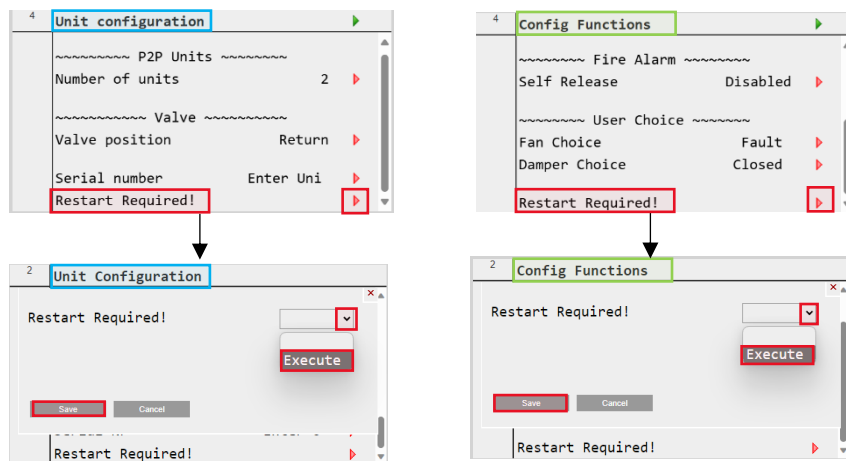 4 Unit configuration
~~~~~~~~~ P2P Units ~~~~~~~~
Number of units 2
~~~~~~~~~~~ Valve ~~~~~~~~~~
Valve position Return
Serial number Enter Uni
Restart Required!
2 Unit Configuration
Restart Required!
Execute
Save Cancel
Restart Required!
4 Config Functions
~~~~~~~~ Fire Alarm ~~~~~~~~
Self Release Disabled
~~~~~~~~ User Choice ~~~~~~~
Fan Choice Fault
Damper Choice Closed
Restart Required!
2 Config Functions
Restart Required!
Execute
Save Cancel
Restart Required!